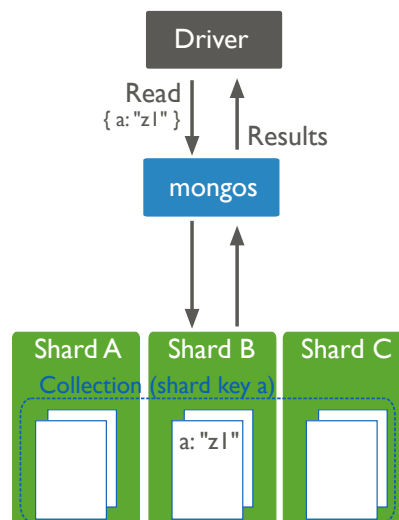 Driver
Read
{ a: "z1" }
Results
mongos
Shard A
Shard B
Shard C
Collection (shard key a)
a: "z1"